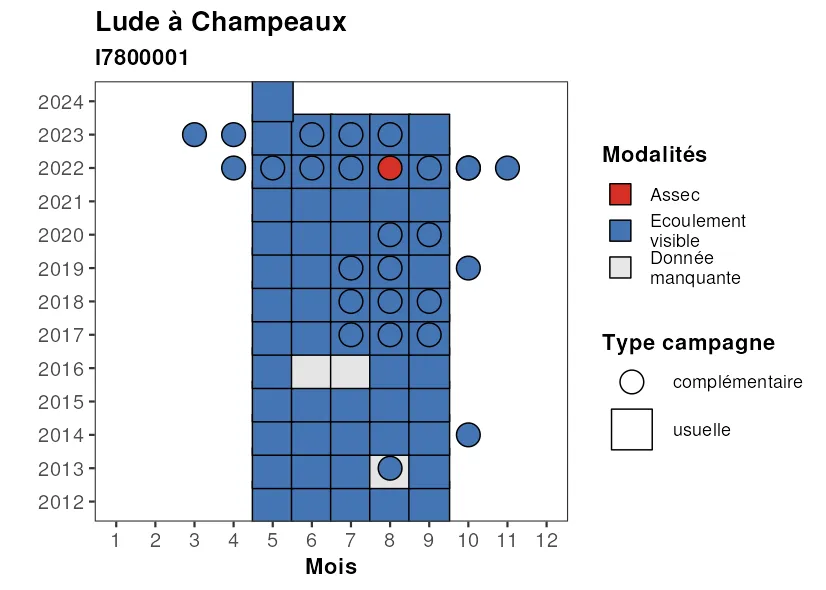 Lude à Champeaux
I7800001
2024
2023
2022
2021
2020
2019
2018
2017
2016
2015
2014
2013
2012
1 2 3 4 5 6 7 8 9 10 11 12
Mois
Modalités
Assec
Ecoulement
visible
Donnée
manquante
Type campagne
complémentaire
usuelle